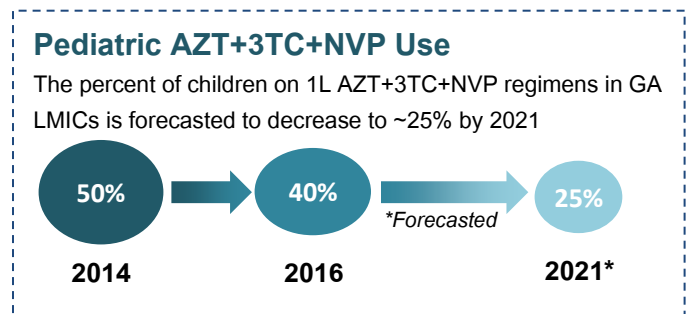 Pediatric AZT+3TC+NVP Use
The percent of children on 1L AZT+3TC+NVP regimens in GA
LMICs is forecasted to decrease to ~25% by 2021
50%
40%
25%
*Forecasted
2014
2016
2021*